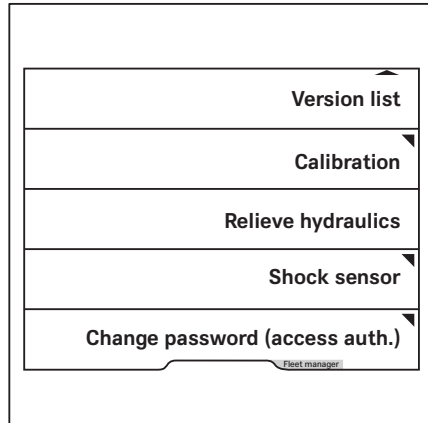 Version list
Calibration
Relieve hydraulics
Shock sensor
Change password (access auth.)
Fleet manager